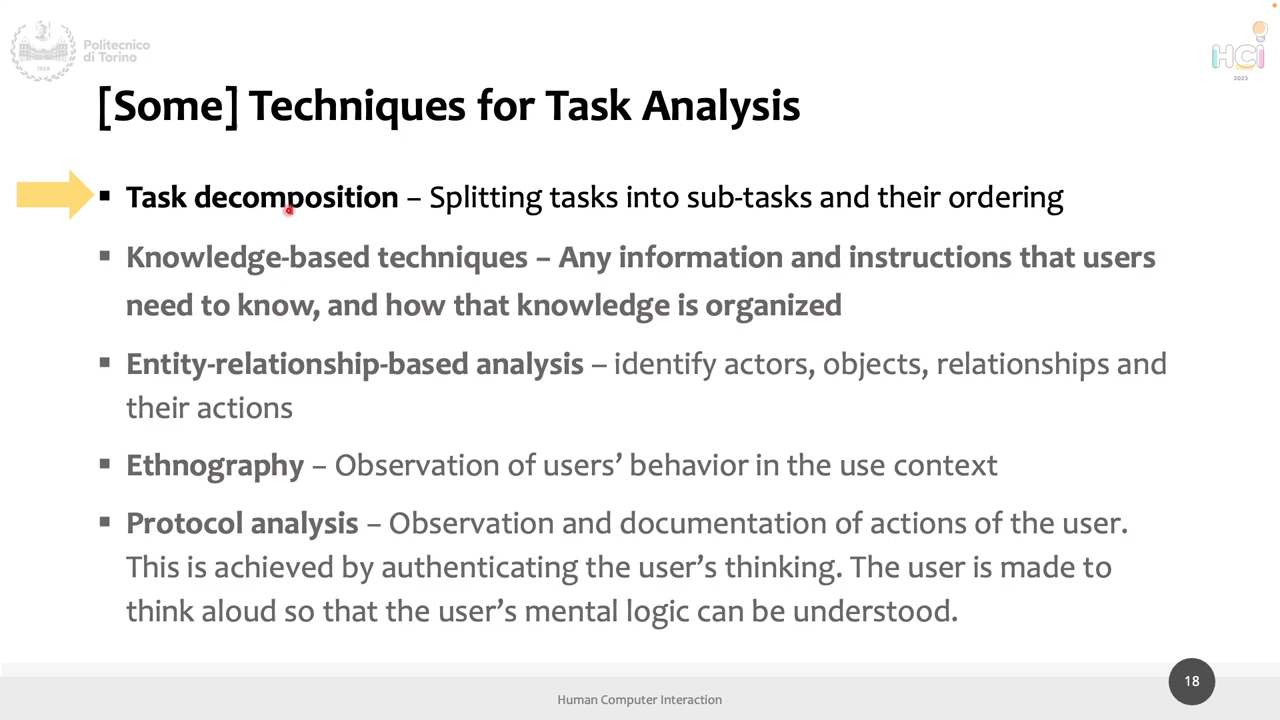 Politecnico
di Torino
1859
HCI
2023
[Some] Techniques for Task Analysis
▪ Task decomposition – Splitting tasks into sub-tasks and their ordering
▪ Knowledge-based techniques – Any information and instructions that users
need to know, and how that knowledge is organized
▪ Entity-relationship-based analysis – identify actors, objects, relationships and
their actions
▪ Ethnography – Observation of users’ behavior in the use context
▪ Protocol analysis – Observation and documentation of actions of the user.
This is achieved by authenticating the user’s thinking. The user is made to
think aloud so that the user’s mental logic can be understood.
Human Computer Interaction
18